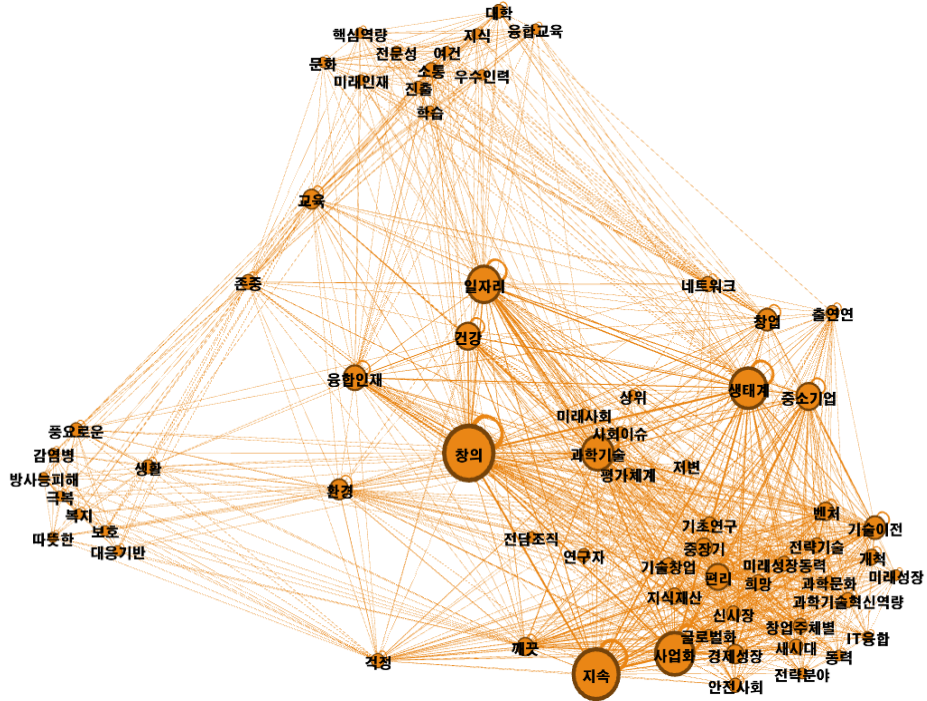 대학
핵심역량
지식
융합교육
전문성
여건
문화
소통
미래인재
우수인력
진출
학습
교육
존중
일자리
네트워크
출연연
창업
건강
융합인재
생태계
상위
중소기업
미래사회
풍요로운
사회이슈
감염병
창의
과학기술
생활
저변
평가체계
방사능피해
극복
환경
복지
벤처
기초연구
기술이전
보호
따뜻한
전담조직
대응기반
중장기
전략기술
연구자
개척
기술창업
미래성장동력
편리
희망
과학문화
미래성장
지식재산
과학기술혁신역량
신시장
창업주체별
글로벌화
IT융합
깨끗
새시대
걱정
사업화
경제성장
동력
지속
전략분야
안전사회